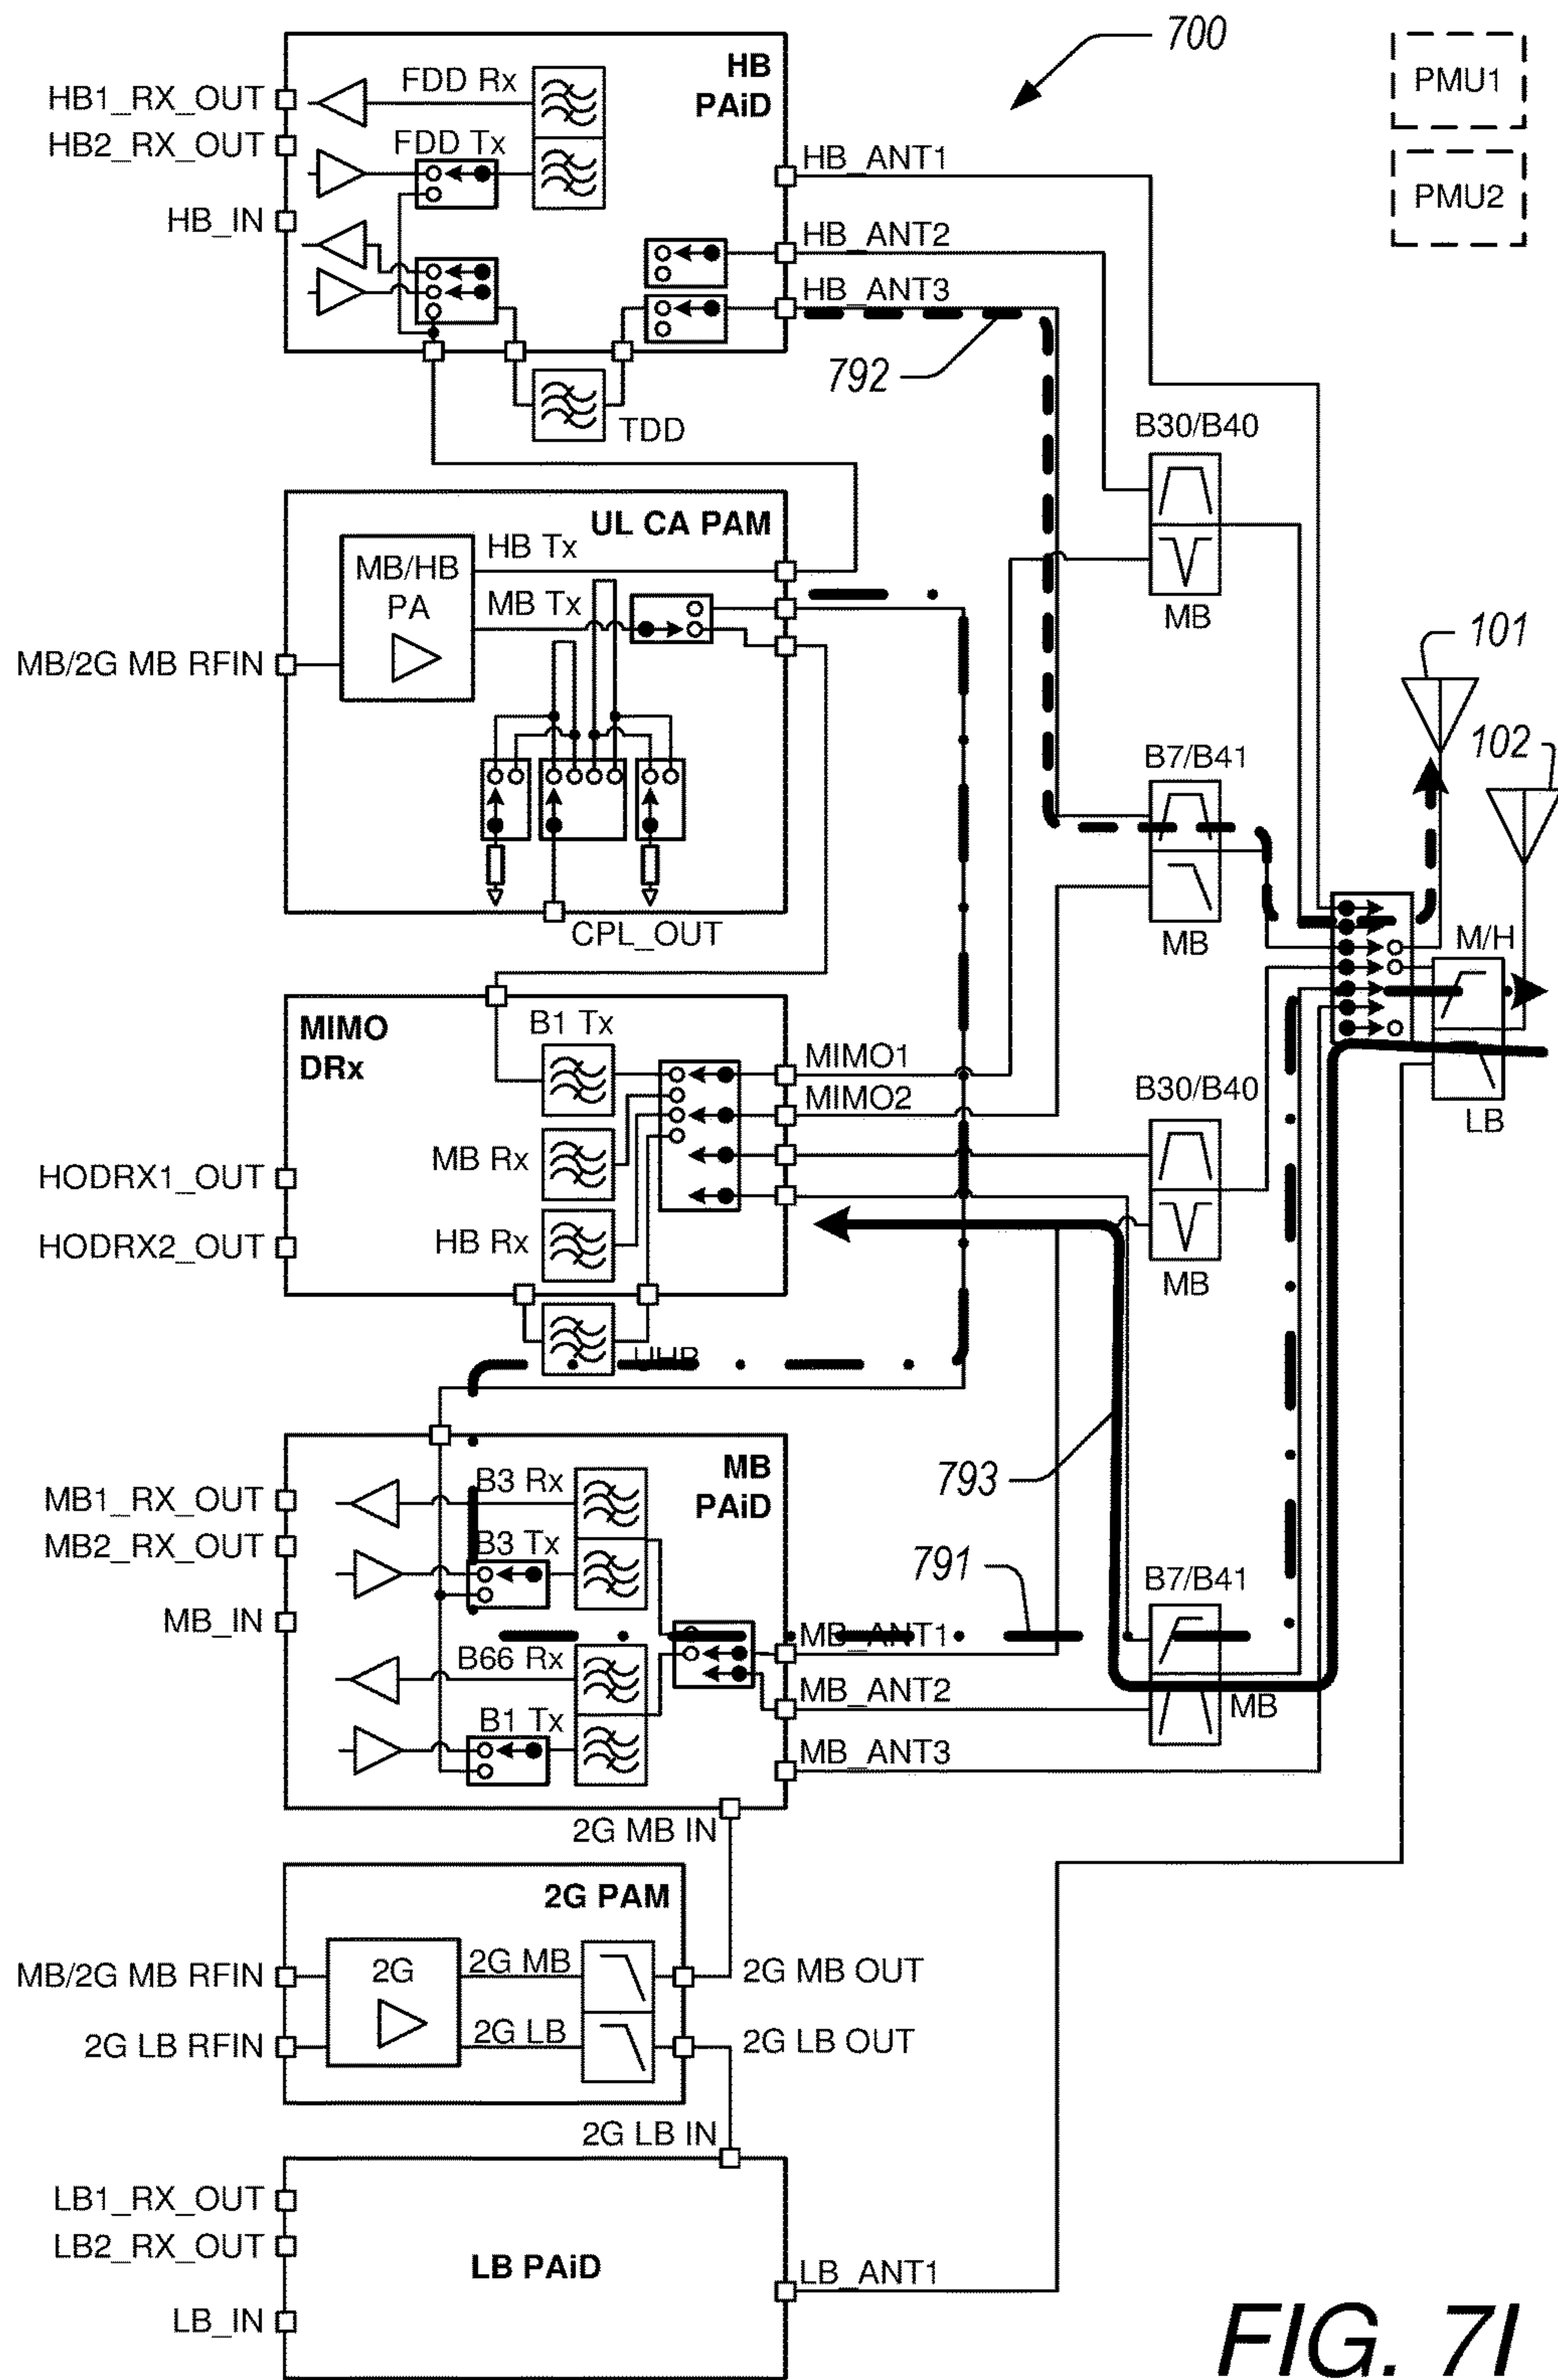 700
HB
PAiD
PMU1
PMU2
FDD Rx
HB1_RX_OUT
HB2_RX_OUT
FDD Tx
HB_ANT1
HB_IN
HB_ANT2
HB_ANT3
792
TDD
B30/B40
MB
UL CA PAM
HB Tx
MB/HB
PA
MB Tx
MB/2G MB RFIN
101
102
B7/B41
MB
CPL_OUT
M/H
LB
MIMO
DRx
B1 Tx
MIMO1
MIMO2
B30/B40
MB Rx
HODRX1_OUT
HB Rx
HODRX2_OUT
MB
UHB
793
MB
PAiD
B3 Rx
MB1_RX_OUT
MB2_RX_OUT
B3 Tx
791
B7/B41
MB_IN
MB_ANT1
B66 Rx
MB_ANT2
MB
B1 Tx
MB_ANT3
2G MB IN
2G PAM
MB/2G MB RFIN
2G
2G MB
2G MB OUT
2G LB RFIN
2G LB
2G LB OUT
2G LB IN
LB1_RX_OUT
LB2_RX_OUT
LB PAiD
LB_ANT1
LB_IN
FIG. 7I